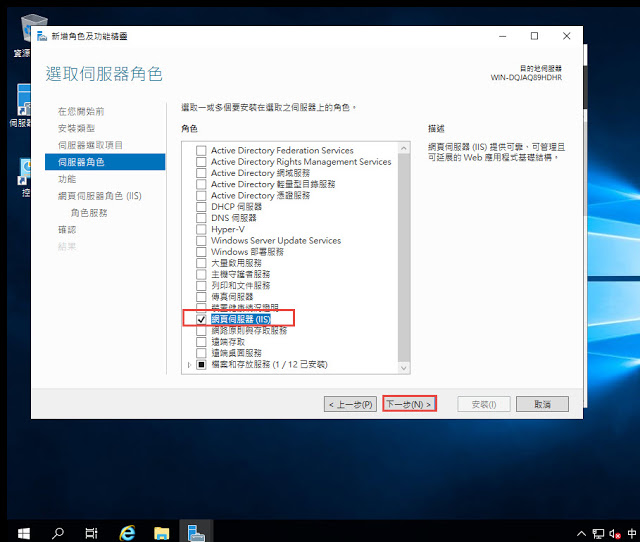 新增角色及功能精靈
選取伺服器角色
目的地伺服器
WIN-DQJAQ89HDHR
在您開始前
安裝類型
伺服器選取項目
伺服器角色
功能
網頁伺服器角色 (IIS)
角色服務
確認
結果
選取一或多個要安裝在選取之伺服器上的角色。
角色
Active Directory Federation Services
Active Directory Rights Management Services
Active Directory 網域服務
Active Directory 輕量型目錄服務
Active Directory 憑證服務
DHCP 伺服器
DNS 伺服器
Hyper-V
Windows Server Update Services
Windows 部署服務
大量啟用服務
主機守護者服務
列印和文件服務
傳真伺服器
裝置健康情況證明
網頁伺服器 (IIS)
網路原則與存取服務
遠端存取
遠端桌面服務
檔案和存放服務 (1 / 12 已安裝)
描述
網頁伺服器 (IIS) 提供可靠、可管理且
可延展的 Web 應用程式基礎結構。
< 上一步(P)
下一步(N) >
安裝(I)
取消
伺服器
控
中